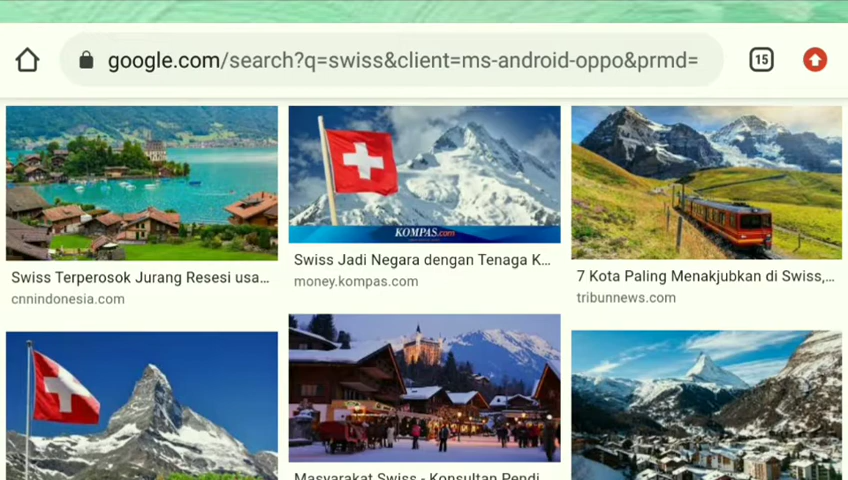 google.com/search?q=swiss&client=ms-android-oppo&prmd=
15
KOMPAS.com
Swiss Terperosok Jurang Resesi usa...
cnnindonesia.com
Swiss Jadi Negara dengan Tenaga K...
money.kompas.com
7 Kota Paling Menakjubkan di Swiss,...
tribunnews.com
Masyarakat Swiss - Konsultan Pendi